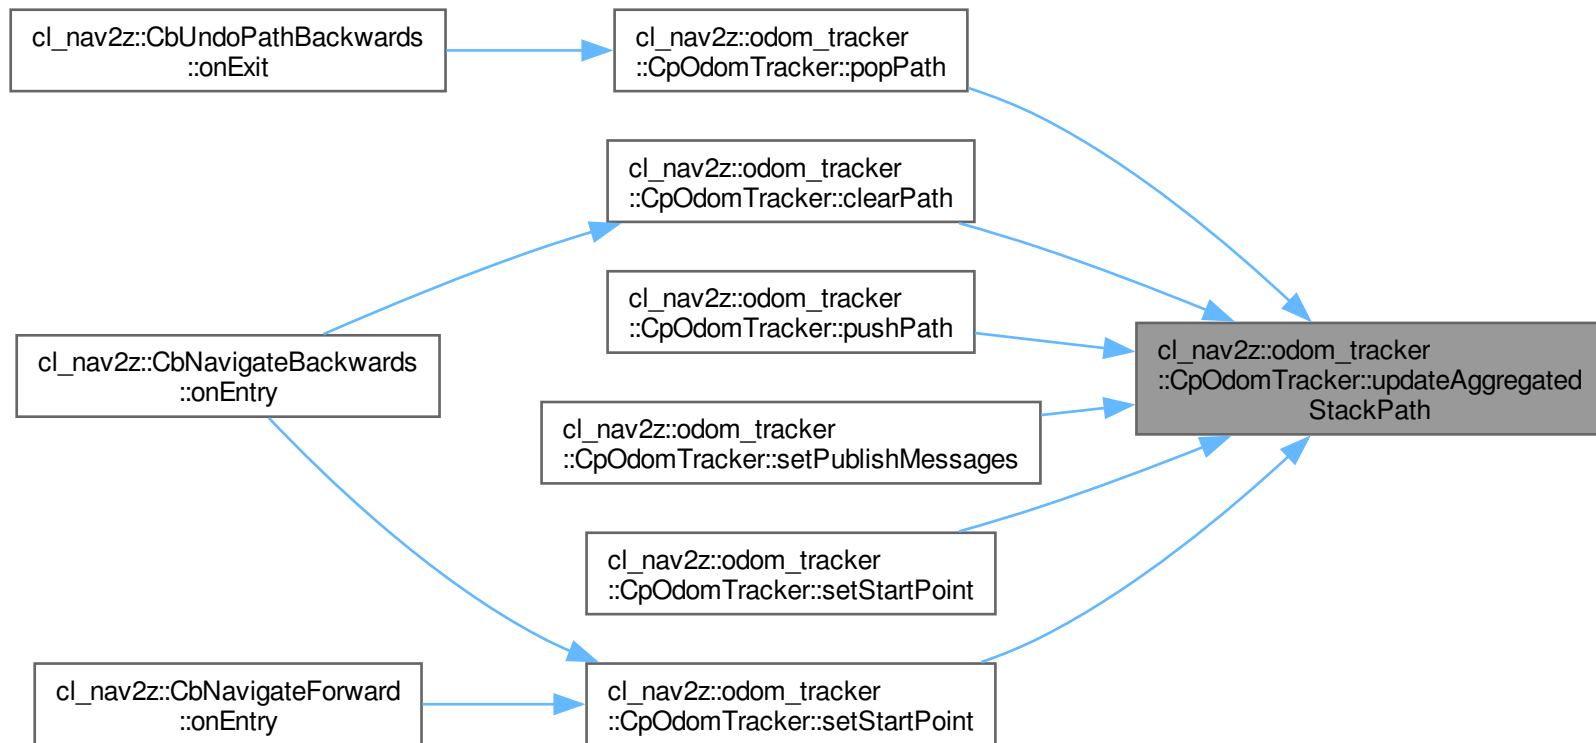 cl_nav2z::CbUndoPathBackwards
::onExit
cl_nav2z::odom_tracker
::CpOdomTracker::popPath
cl_nav2z::odom_tracker
::CpOdomTracker::clearPath
cl_nav2z::odom_tracker
::CpOdomTracker::pushPath
cl_nav2z::CbNavigateBackwards
::onEntry
cl_nav2z::odom_tracker
::CpOdomTracker::updateAggregated
StackPath
cl_nav2z::odom_tracker
::CpOdomTracker::setPublishMessages
cl_nav2z::odom_tracker
::CpOdomTracker::setStartPoint
cl_nav2z::CbNavigateForward
::onEntry
cl_nav2z::odom_tracker
::CpOdomTracker::setStartPoint